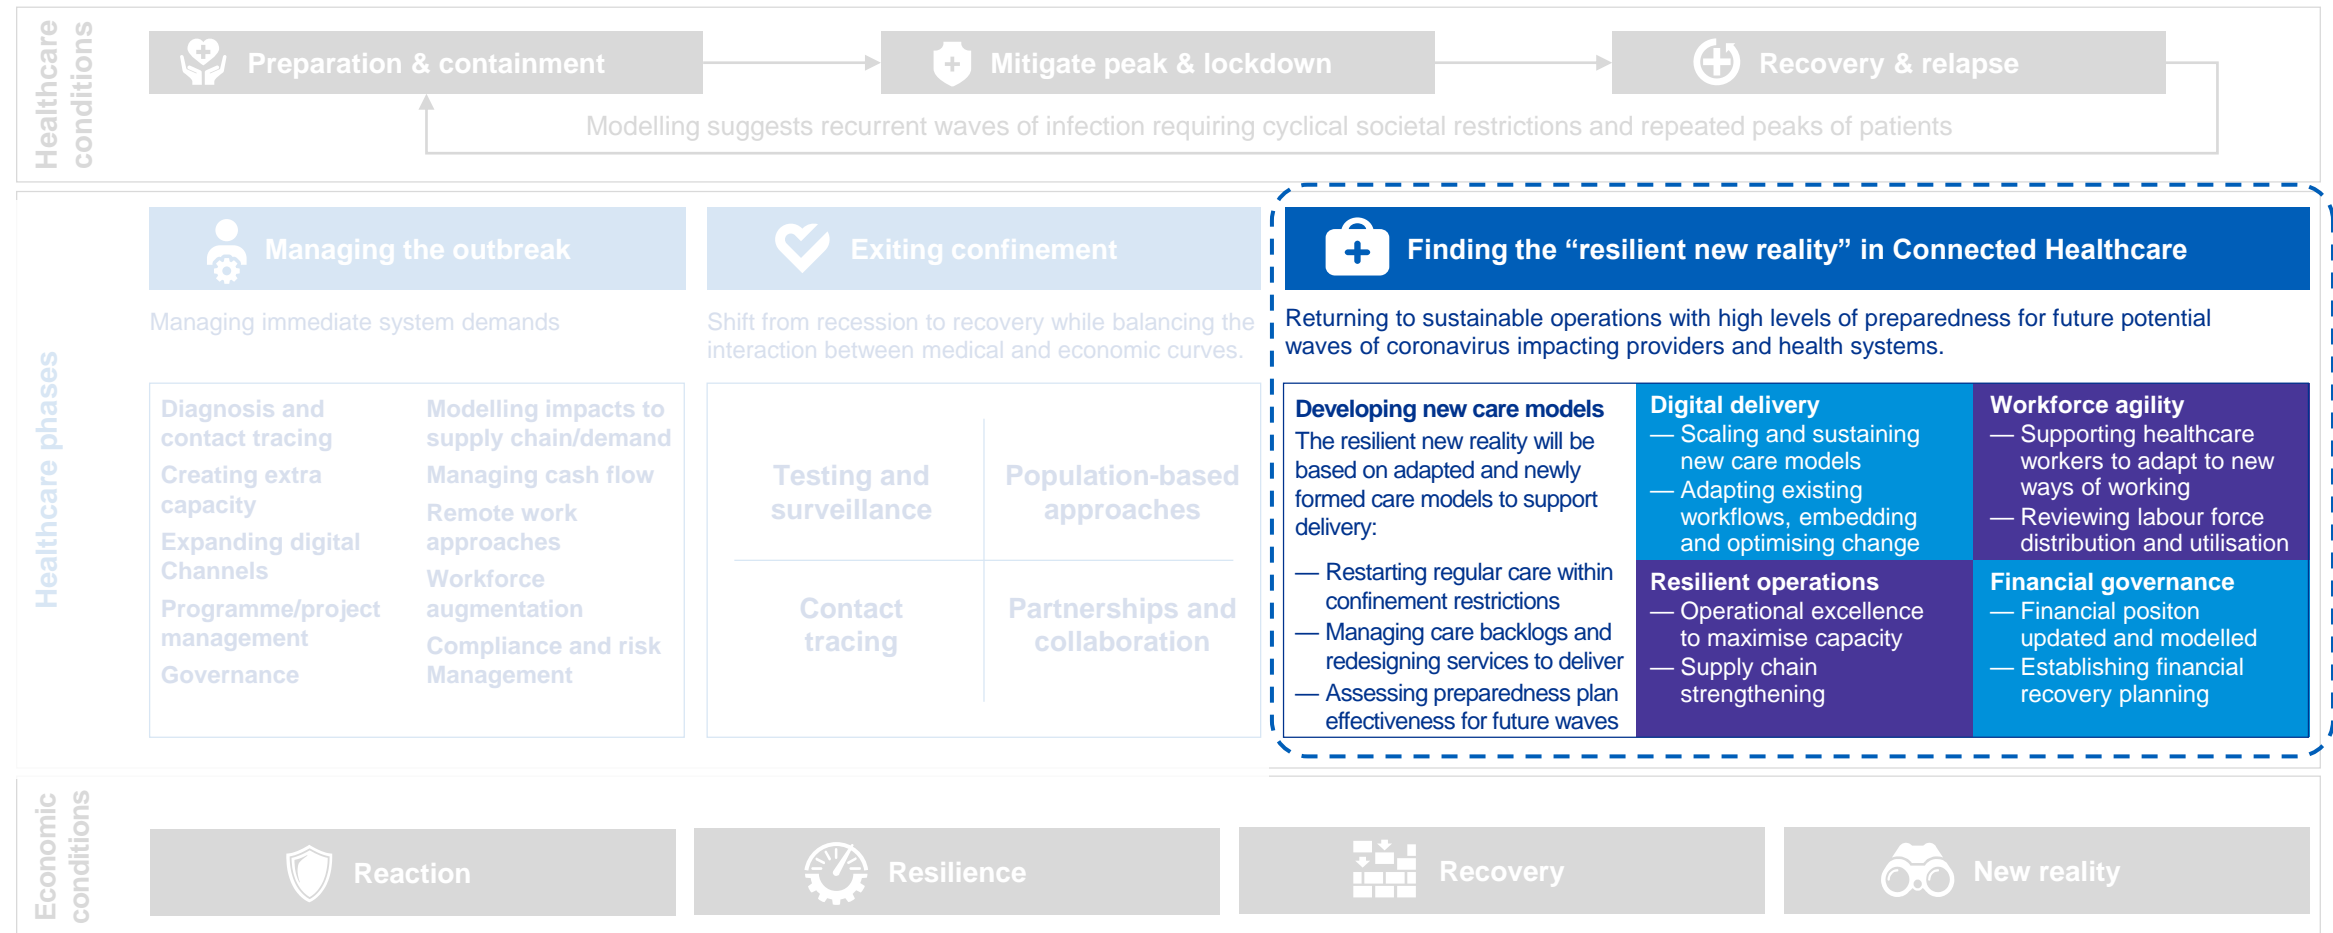 Healthcare
conditions
Preparation & containment
Mitigate peak & lockdown
Recovery & relapse
Modelling suggests recurrent waves of infection requiring cyclical societal restrictions and repeated peaks of patients
Healthcare phases
Managing the outbreak
Managing immediate system demands
Diagnosis and
contact tracing
Creating extra
capacity
Expanding digital
Channels
Programme/project
management
Governance
Modelling impacts to
supply chain/demand
Managing cash flow
Remote work
approaches
Workforce
augmentation
Compliance and risk
Management
Exiting confinement
Shift from recession to recovery while balancing the
interaction between medical and economic curves.
Testing and
surveillance
Population-based
approaches
Contact
tracing
Partnerships and
collaboration
Finding the “resilient new reality” in Connected Healthcare
Returning to sustainable operations with high levels of preparedness for future potential
waves of coronavirus impacting providers and health systems.
Developing new care models
The resilient new reality will be
based on adapted and newly
formed care models to support
delivery:
— Restarting regular care within
confinement restrictions
— Managing care backlogs and
redesigning services to deliver
— Assessing preparedness plan
effectiveness for future waves
Digital delivery
— Scaling and sustaining
new care models
— Adapting existing
workflows, embedding
and optimising change
Workforce agility
— Supporting healthcare
workers to adapt to new
ways of working
— Reviewing labour force
distribution and utilisation
Resilient operations
— Operational excellence
to maximise capacity
— Supply chain
strengthening
Financial governance
— Financial positon
updated and modelled
— Establishing financial
recovery planning
Economic
conditions
Reaction
Resilience
Recovery
New reality